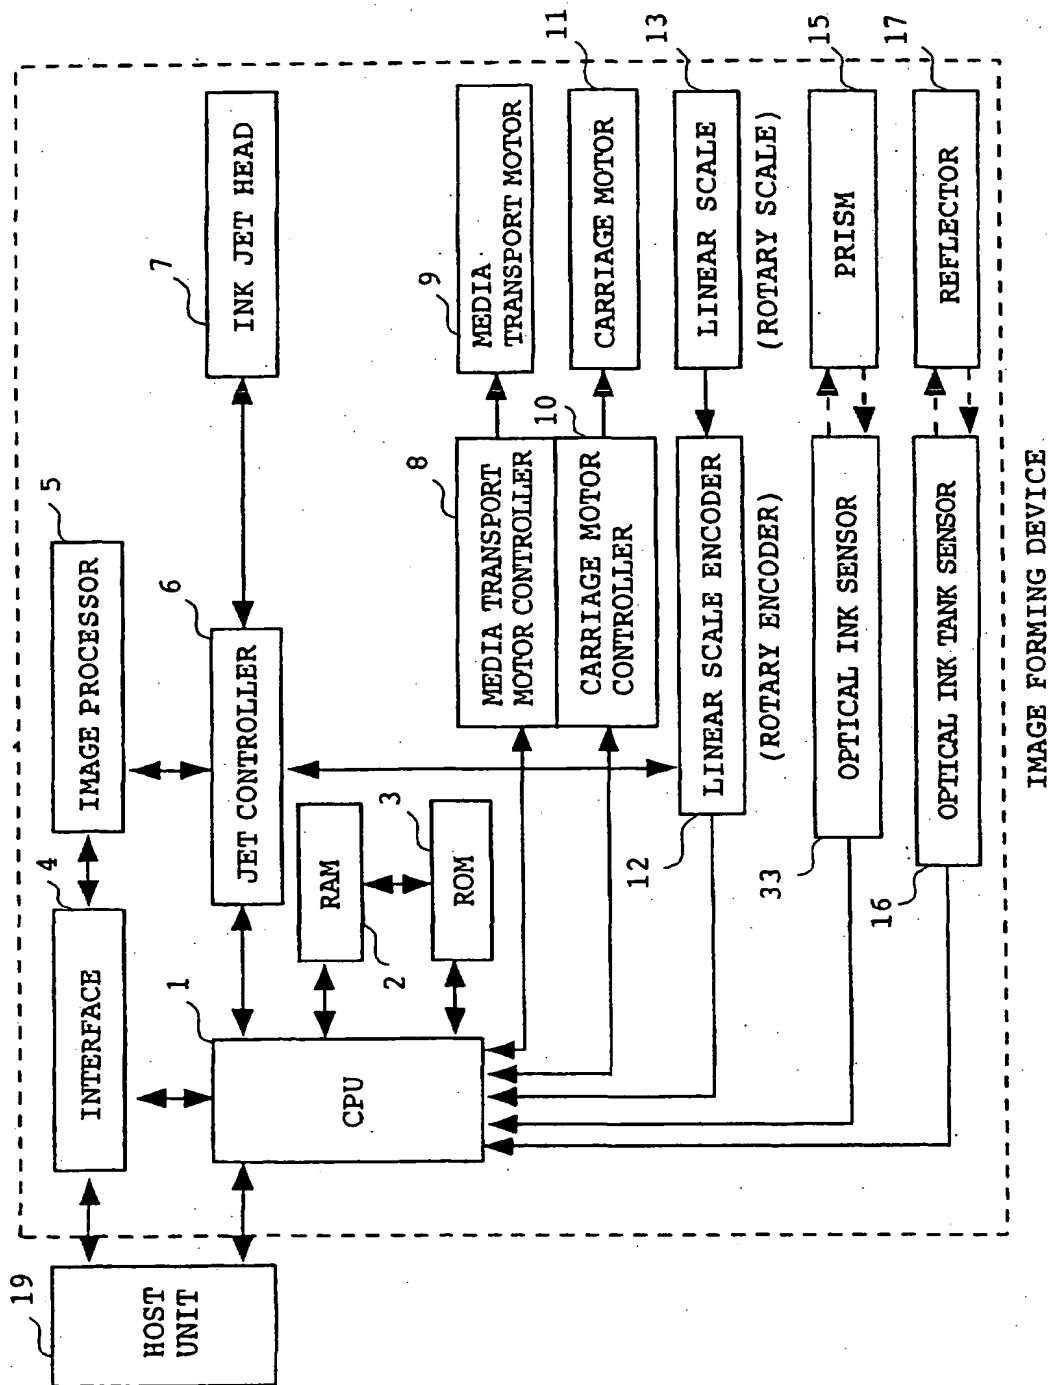 19
HOST
UNIT
4
INTERFACE
5
IMAGE PROCESSOR
1
CPU
6
JET CONTROLLER
7
INK JET HEAD
2
RAM
3
ROM
8
MEDIA TRANSPORT
MOTOR CONTROLLER
9
MEDIA
TRANSPORT MOTOR
10
CARRIAGE MOTOR
CONTROLLER
11
CARRIAGE MOTOR
12
LINEAR SCALE ENCODER
(ROTARY ENCODER)
13
LINEAR SCALE
(ROTARY SCALE)
33
OPTICAL INK SENSOR
15
PRISM
16
OPTICAL INK TANK SENSOR
17
REFLECTOR
IMAGE FORMING DEVICE